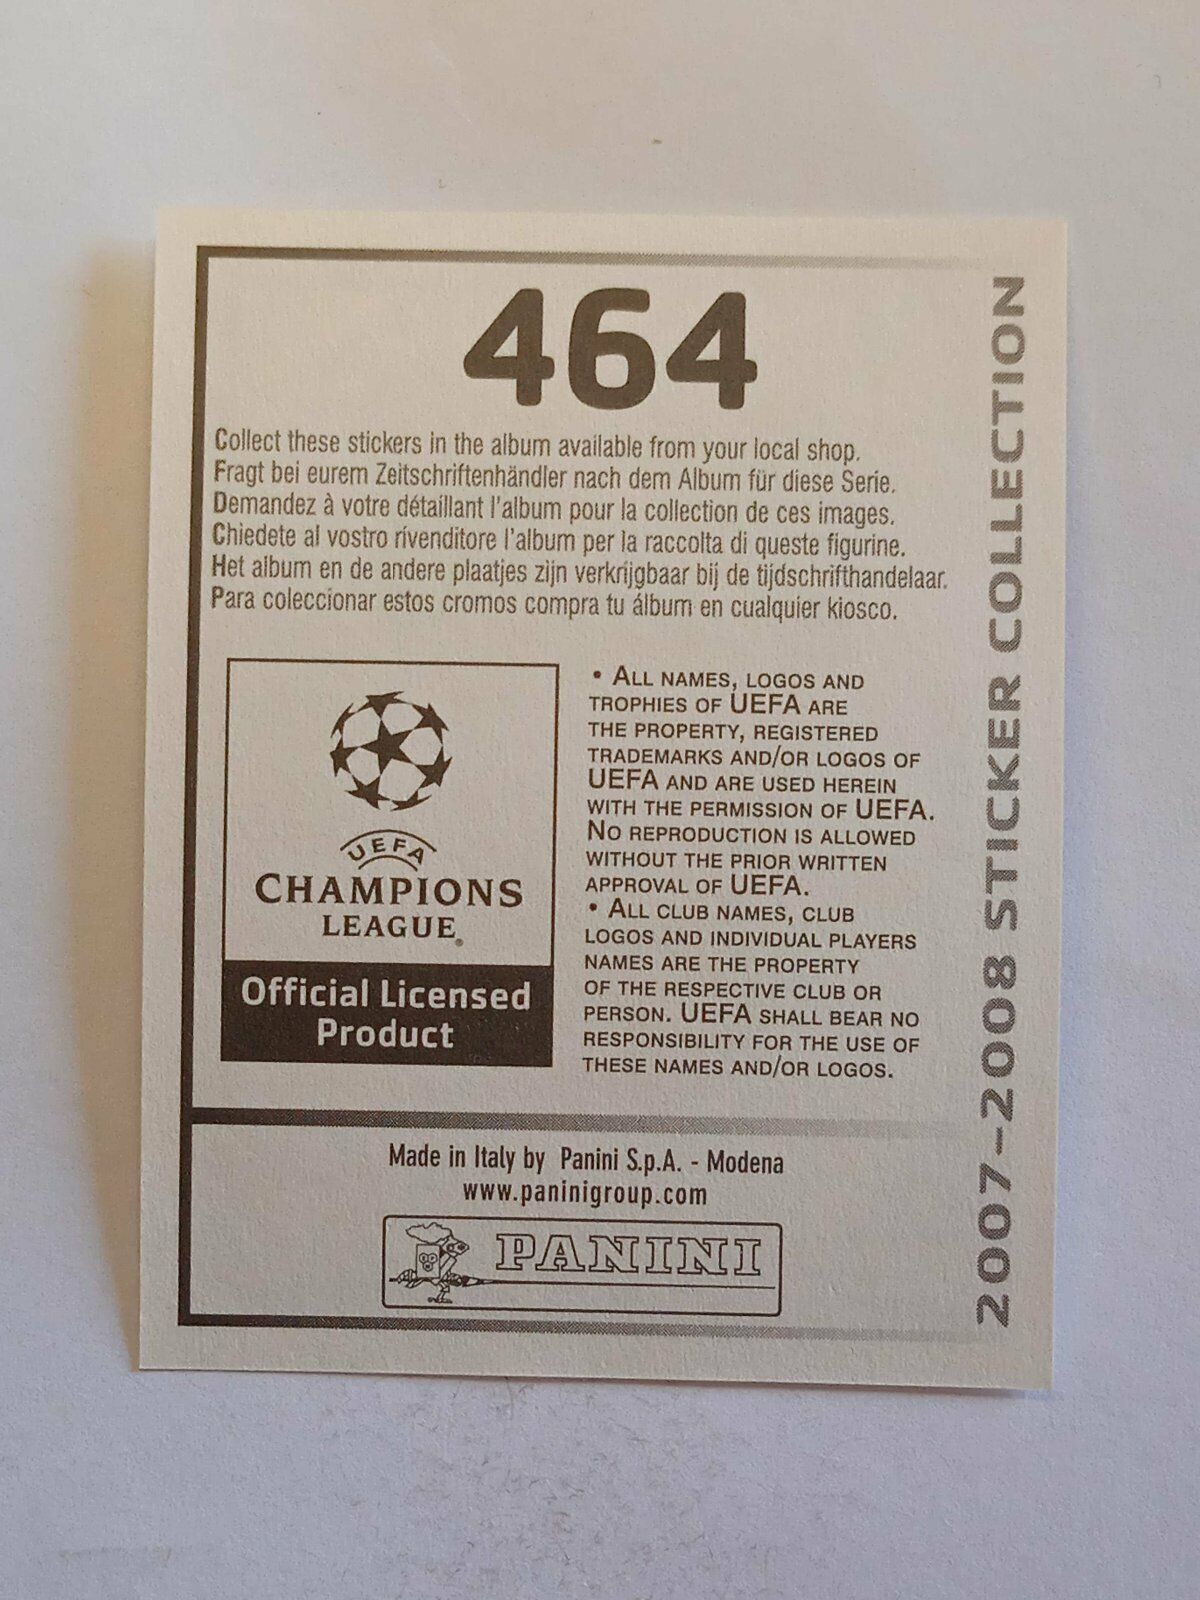 464
Collect these stickers in the album available from your local shop.
Fragt bei eurem Zeitschriftenhändler nach dem Album für diese Serie.
Demandez à votre détaillant l'album pour la collection de ces images.
Chiedete al vostro rivenditore l'album per la raccolta di queste figurine.
Het album en de andere plaatjes zijn verkrijgbaar bij de tijdschrifthandelaar.
Para coleccionar estos cromos compra tu álbum en cualquier kiosco.
UEFA
CHAMPIONS
LEAGUE®
Official Licensed
Product
• ALL NAMES, LOGOS AND
TROPHIES OF UEFA ARE
THE PROPERTY, REGISTERED
TRADEMARKS AND/OR LOGOS OF
UEFA AND ARE USED HEREIN
WITH THE PERMISSION OF UEFA.
NO REPRODUCTION IS ALLOWED
WITHOUT THE PRIOR WRITTEN
APPROVAL OF UEFA.
• ALL CLUB NAMES, CLUB
LOGOS AND INDIVIDUAL PLAYERS
NAMES ARE THE PROPERTY
OF THE RESPECTIVE CLUB OR
PERSON. UEFA SHALL BEAR NO
RESPONSIBILITY FOR THE USE OF
THESE NAMES AND/OR LOGOS.
Made in Italy by Panini S.p.A. - Modena
www.paninigroup.com
PANINI
2007-2008 STICKER COLLECTION